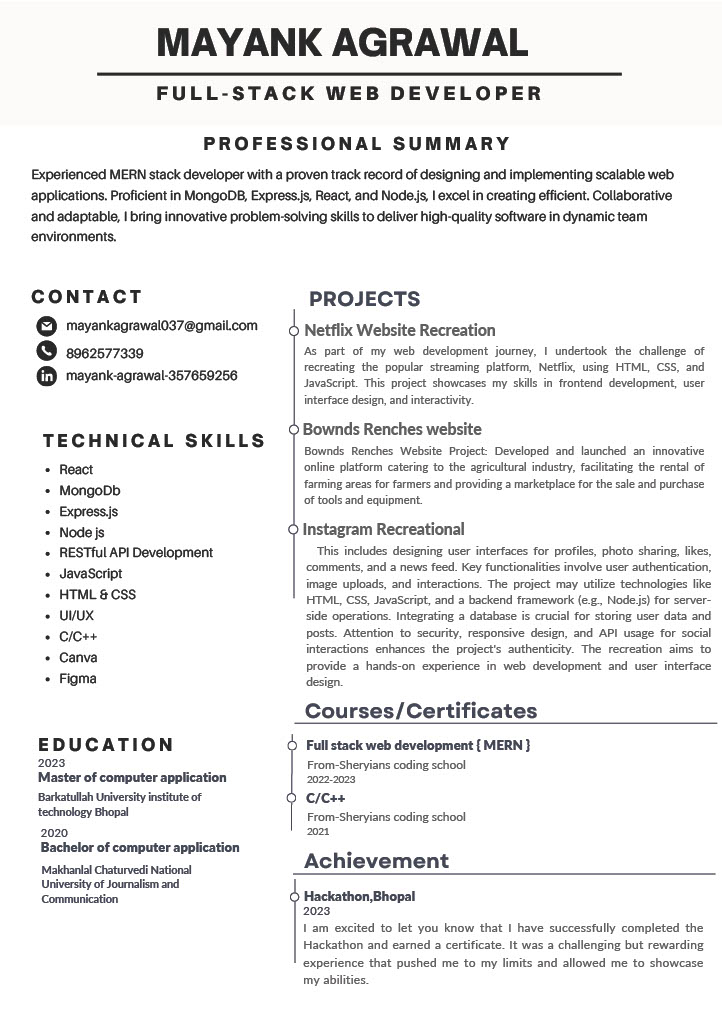 MAYANK AGRAWAL
FULL-STACK WEB DEVELOPER
PROFESSIONAL SUMMARY
Experienced MERN stack developer with a proven track record of designing and implementing scalable web
applications. Proficient in MongoDB, Express.js, React, and Node.js, I excel in creating efficient. Collaborative
and adaptable, I bring innovative problem-solving skills to deliver high-quality software in dynamic team
environments.
CONTACT
mayankagrawal037@gmail.com
8962577339
mayank-agrawal-357659256
TECHNICAL SKILLS
• React
• MongoDb
• Express.js
• Node js
• RESTful API Development
• JavaScript
• HTML & CSS
• UI/UX
• C/C++
• Canva
• Figma
EDUCATION
2023
Master of computer application
Barkatullah University institute of
technology Bhopal
2020
Bachelor of computer application
Makhanlal Chaturvedi National
University of Journalism and
Communication
PROJECTS
Netflix Website Recreation
As part of my web development journey, I undertook the challenge of
recreating the popular streaming platform, Netflix, using HTML, CSS, and
JavaScript. This project showcases my skills in frontend development, user
interface design, and interactivity.
Bownds Renches website
Bownds Renches Website Project: Developed and launched an innovative
online platform catering to the agricultural industry, facilitating the rental of
farming areas for farmers and providing a marketplace for the sale and purchase
of tools and equipment.
Instagram Recreational
This includes designing user interfaces for profiles, photo sharing, likes,
comments, and a news feed. Key functionalities involve user authentication,
image uploads, and interactions. The project may utilize technologies like
HTML, CSS, JavaScript, and a backend framework (e.g., Node.js) for server-
side operations. Integrating a database is crucial for storing user data and
posts. Attention to security, responsive design, and API usage for social
interactions enhances the project's authenticity. The recreation aims to
provide a hands-on experience in web development and user interface
design.
Courses/Certificates
Full stack web development { MERN }
From-Sheryians coding school
2022-2023
C/C++
From-Sheryians coding school
2021
Achievement
Hackathon,Bhopal
2023
I am excited to let you know that I have successfully completed the
Hackathon and earned a certificate. It was a challenging but rewarding
experience that pushed me to my limits and allowed me to showcase
my abilities.